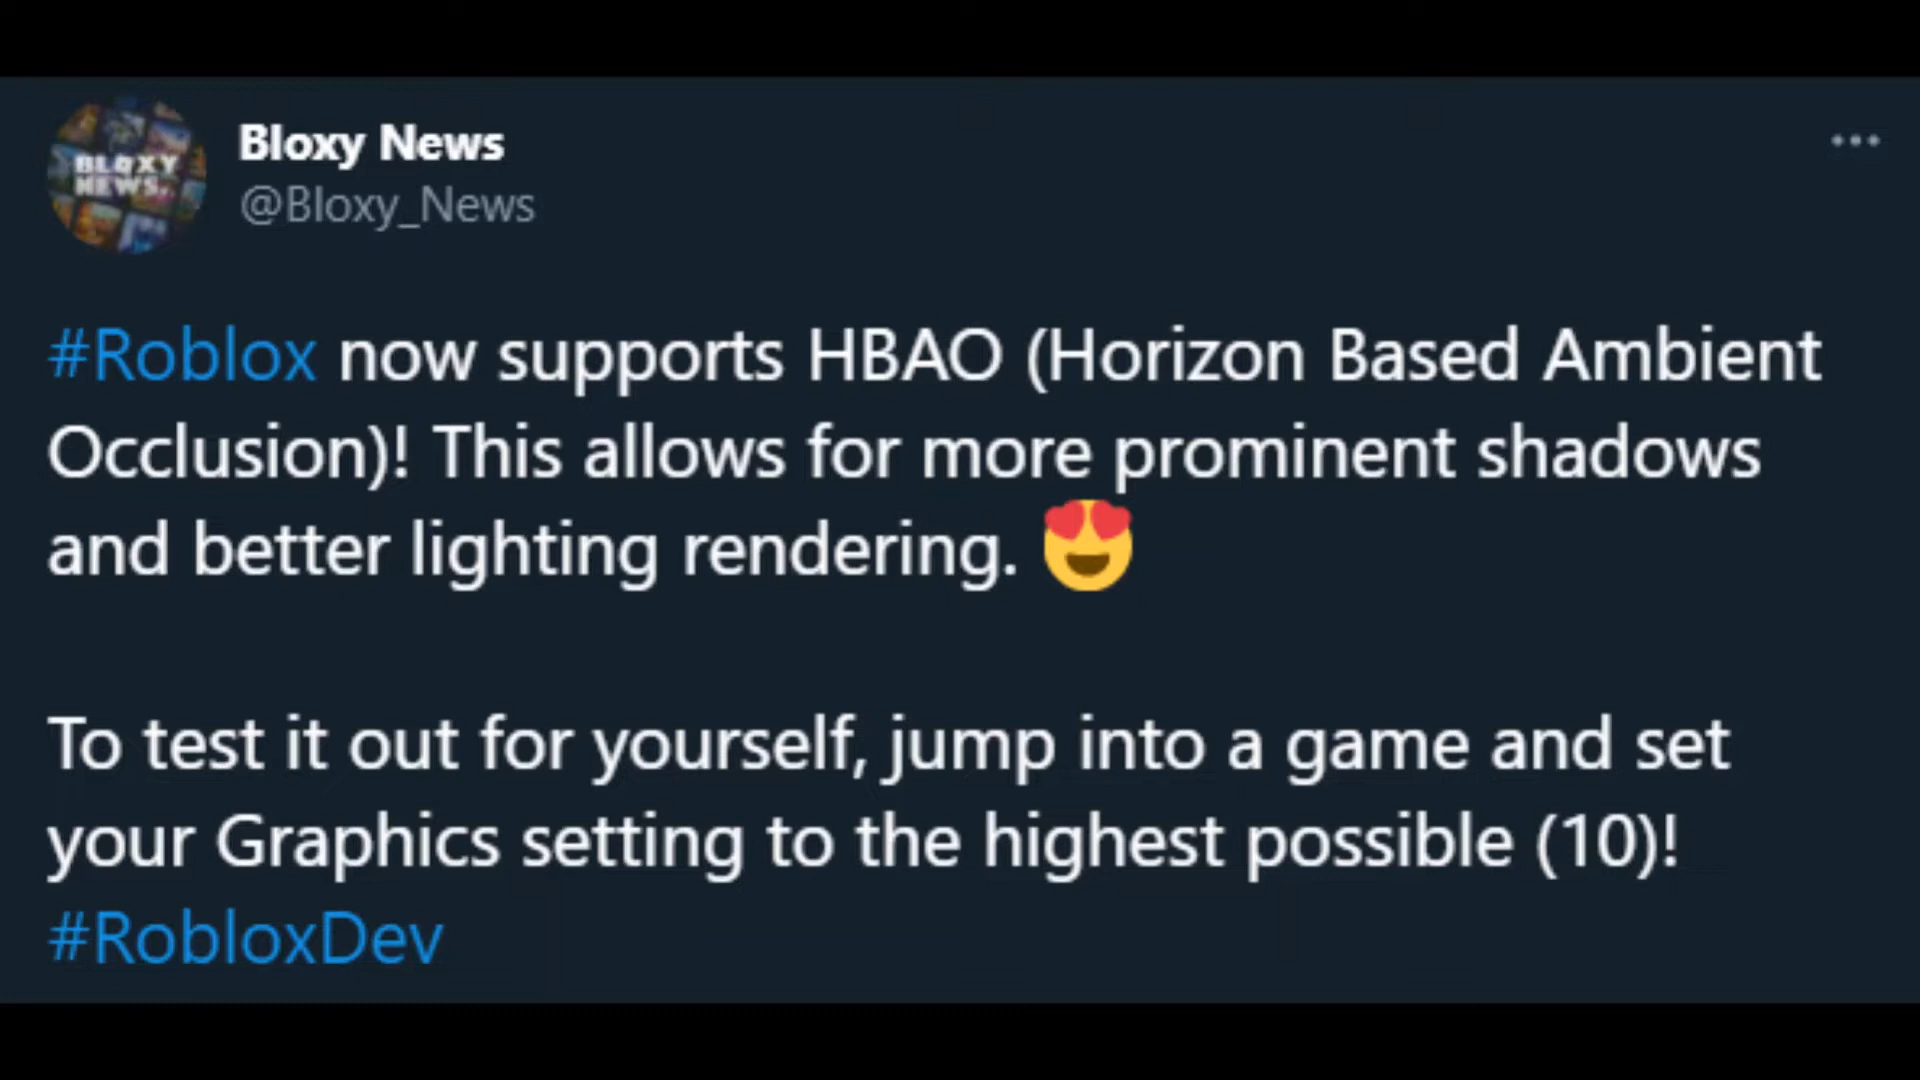 BLOXY
NEWS.
Bloxy News
@Bloxy_News
#Roblox now supports HBAO (Horizon Based Ambient
Occlusion)! This allows for more prominent shadows
and better lighting rendering. 😍
To test it out for yourself, jump into a game and set
your Graphics setting to the highest possible (10)!
#RobloxDev